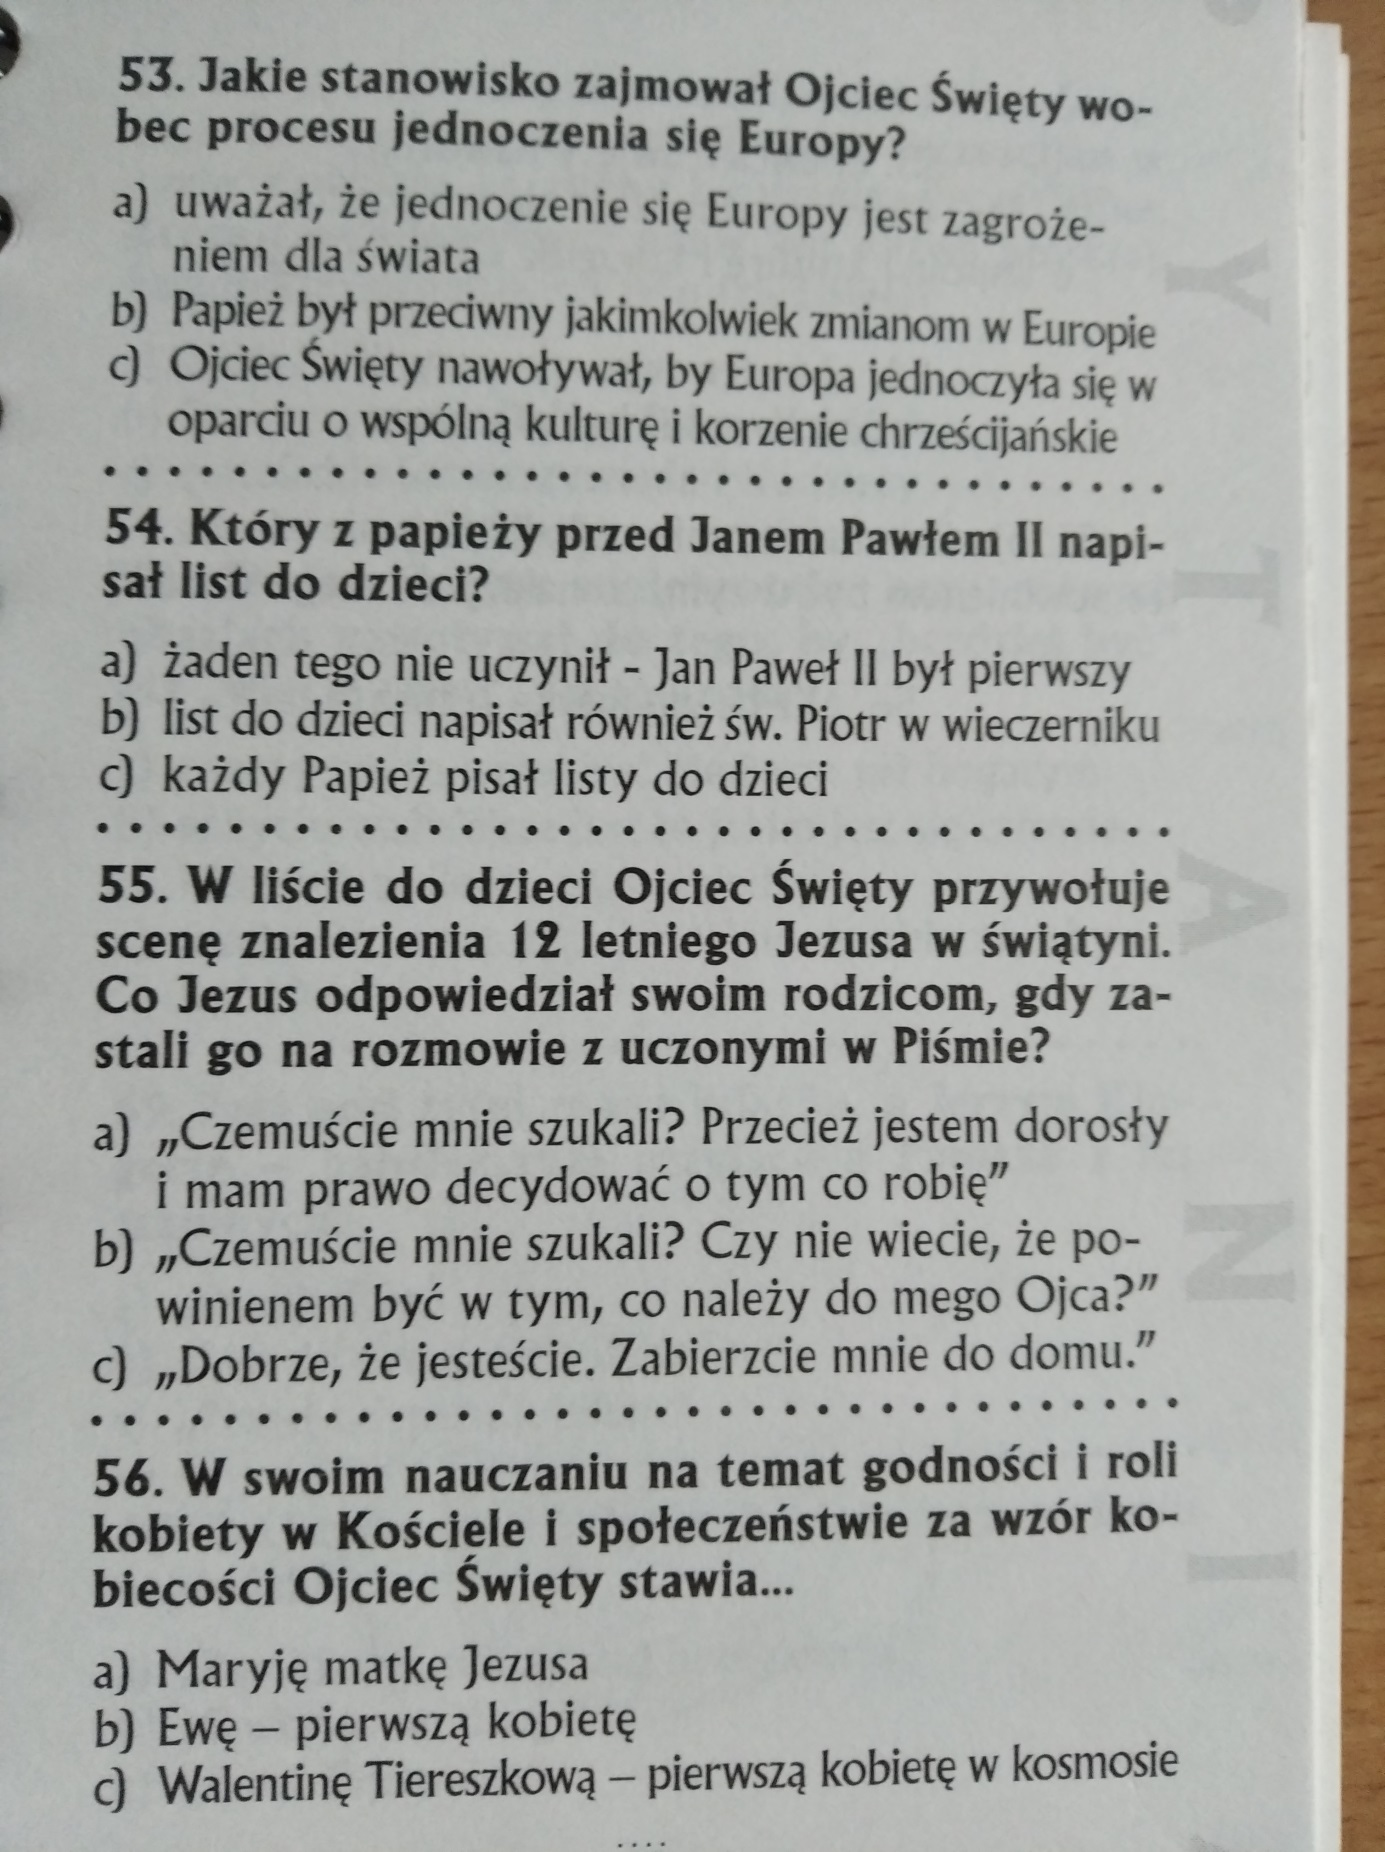 53. Jakie stanowisko zajmował Ojciec Święty wo-
bec procesu jednoczenia się Europy?
a) uważał, że jednoczenie się Europy jest zagroże-
niem dla świata
b) Papież był przeciwny jakimkolwiek zmianom w Europie
c) Ojciec Święty nawoływał, by Europa jednoczyła się w
oparciu o wspólną kulturę i korzenie chrześcijańskie
54. Który z papieży przed Janem Pawłem II napi-
sał list do dzieci?
a) żaden tego nie uczynił - Jan Paweł II był pierwszy
b) list do dzieci napisał również św. Piotr w wieczerniku
c) każdy Papież pisał listy do dzieci
55. W liście do dzieci Ojciec Święty przywołuje
scenę znalezienia 12 letniego Jezusa w świątyni.
Co Jezus odpowiedział swoim rodzicom, gdy za-
stali go na rozmowie z uczonymi w Piśmie?
a) „Czemuście mnie szukali? Przecież jestem dorosły
i mam prawo decydować o tym co robię”
b) „Czemuście mnie szukali? Czy nie wiecie, że po-
winienem być w tym, co należy do mego Ojca?”
c) „Dobrze, że jesteście. Zabierzcie mnie do domu.”
56. W swoim nauczaniu na temat godności i roli
kobiety w Kościele i społeczeństwie za wzór ko-
biecości Ojciec Święty stawia...
a) Maryję matkę Jezusa
b) Ewę – pierwszą kobietę
c) Walentinę Tiereszkową – pierwszą kobietę w kosmosie
P Y T A N I